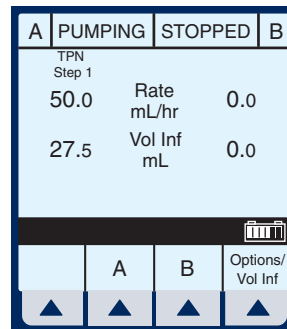 A PUMPING STOPPED B
TPN
Step 1
50.0 Rate 0.0
mL/hr
27.5 Vol Inf 0.0
mL
A B Options/
Vol Inf